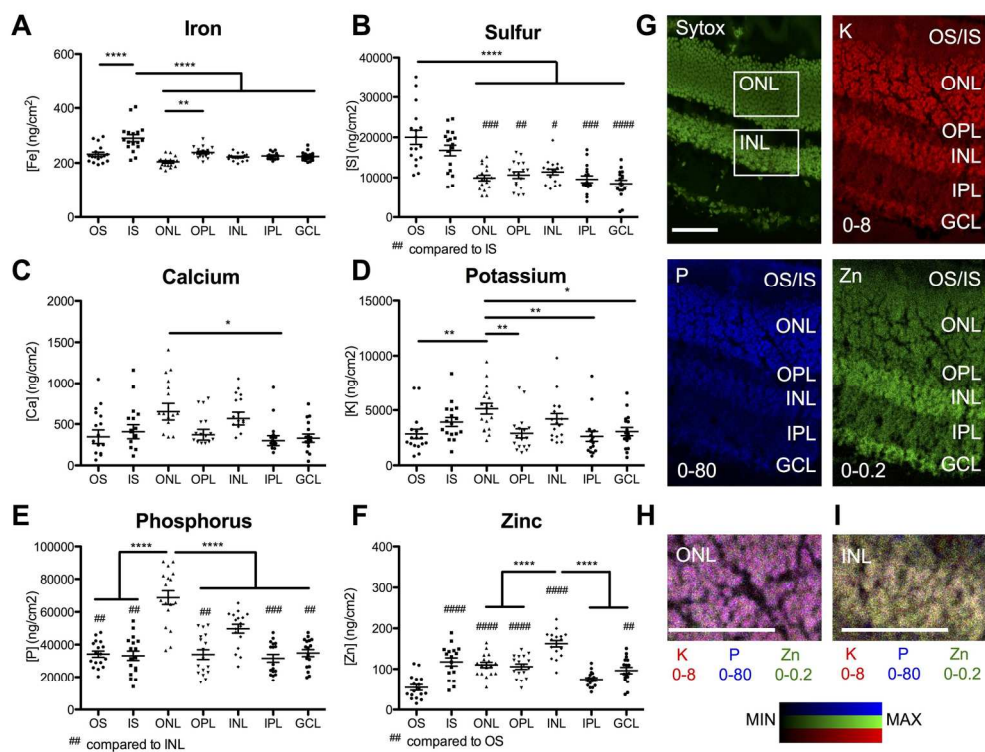 A
Iron
[Fe] (ng/cm²)
600
400
200
0
****
****
**
OS IS ONL OPL INL IPL GCL
B
Sulfur
[S] (ng/cm²)
40000
30000
20000
10000
0
****
### ## # ### ####
OS IS ONL OPL INL IPL GCL
## compared to IS
C
Calcium
[Ca] (ng/cm2)
2000
1500
1000
500
0
*
OS IS ONL OPL INL IPL GCL
D
Potassium
[K] (ng/cm2)
15000
10000
5000
0
*
**
** **
OS IS ONL OPL INL IPL GCL
E
Phosphorus
[P] (ng/cm²)
100000
80000
60000
40000
20000
0
**** ****
## ## ## ### ##
OS IS ONL OPL INL IPL GCL
## compared to INL
F
Zinc
[Zn] (ng/cm²)
400
300
200
100
0
**** ****
#### #### #### #### ##
OS IS ONL OPL INL IPL GCL
## compared to OS
G
Sytox
ONL
INL
K
OS/IS
ONL
OPL
INL
IPL
GCL
0-8
P
OS/IS
ONL
OPL
INL
IPL
GCL
0-80
Zn
OS/IS
ONL
OPL
INL
IPL
GCL
0-0.2
H
ONL
K P Zn
0-8 0-80 0-0.2
I
INL
K P Zn
0-8 0-80 0-0.2
MIN MAX